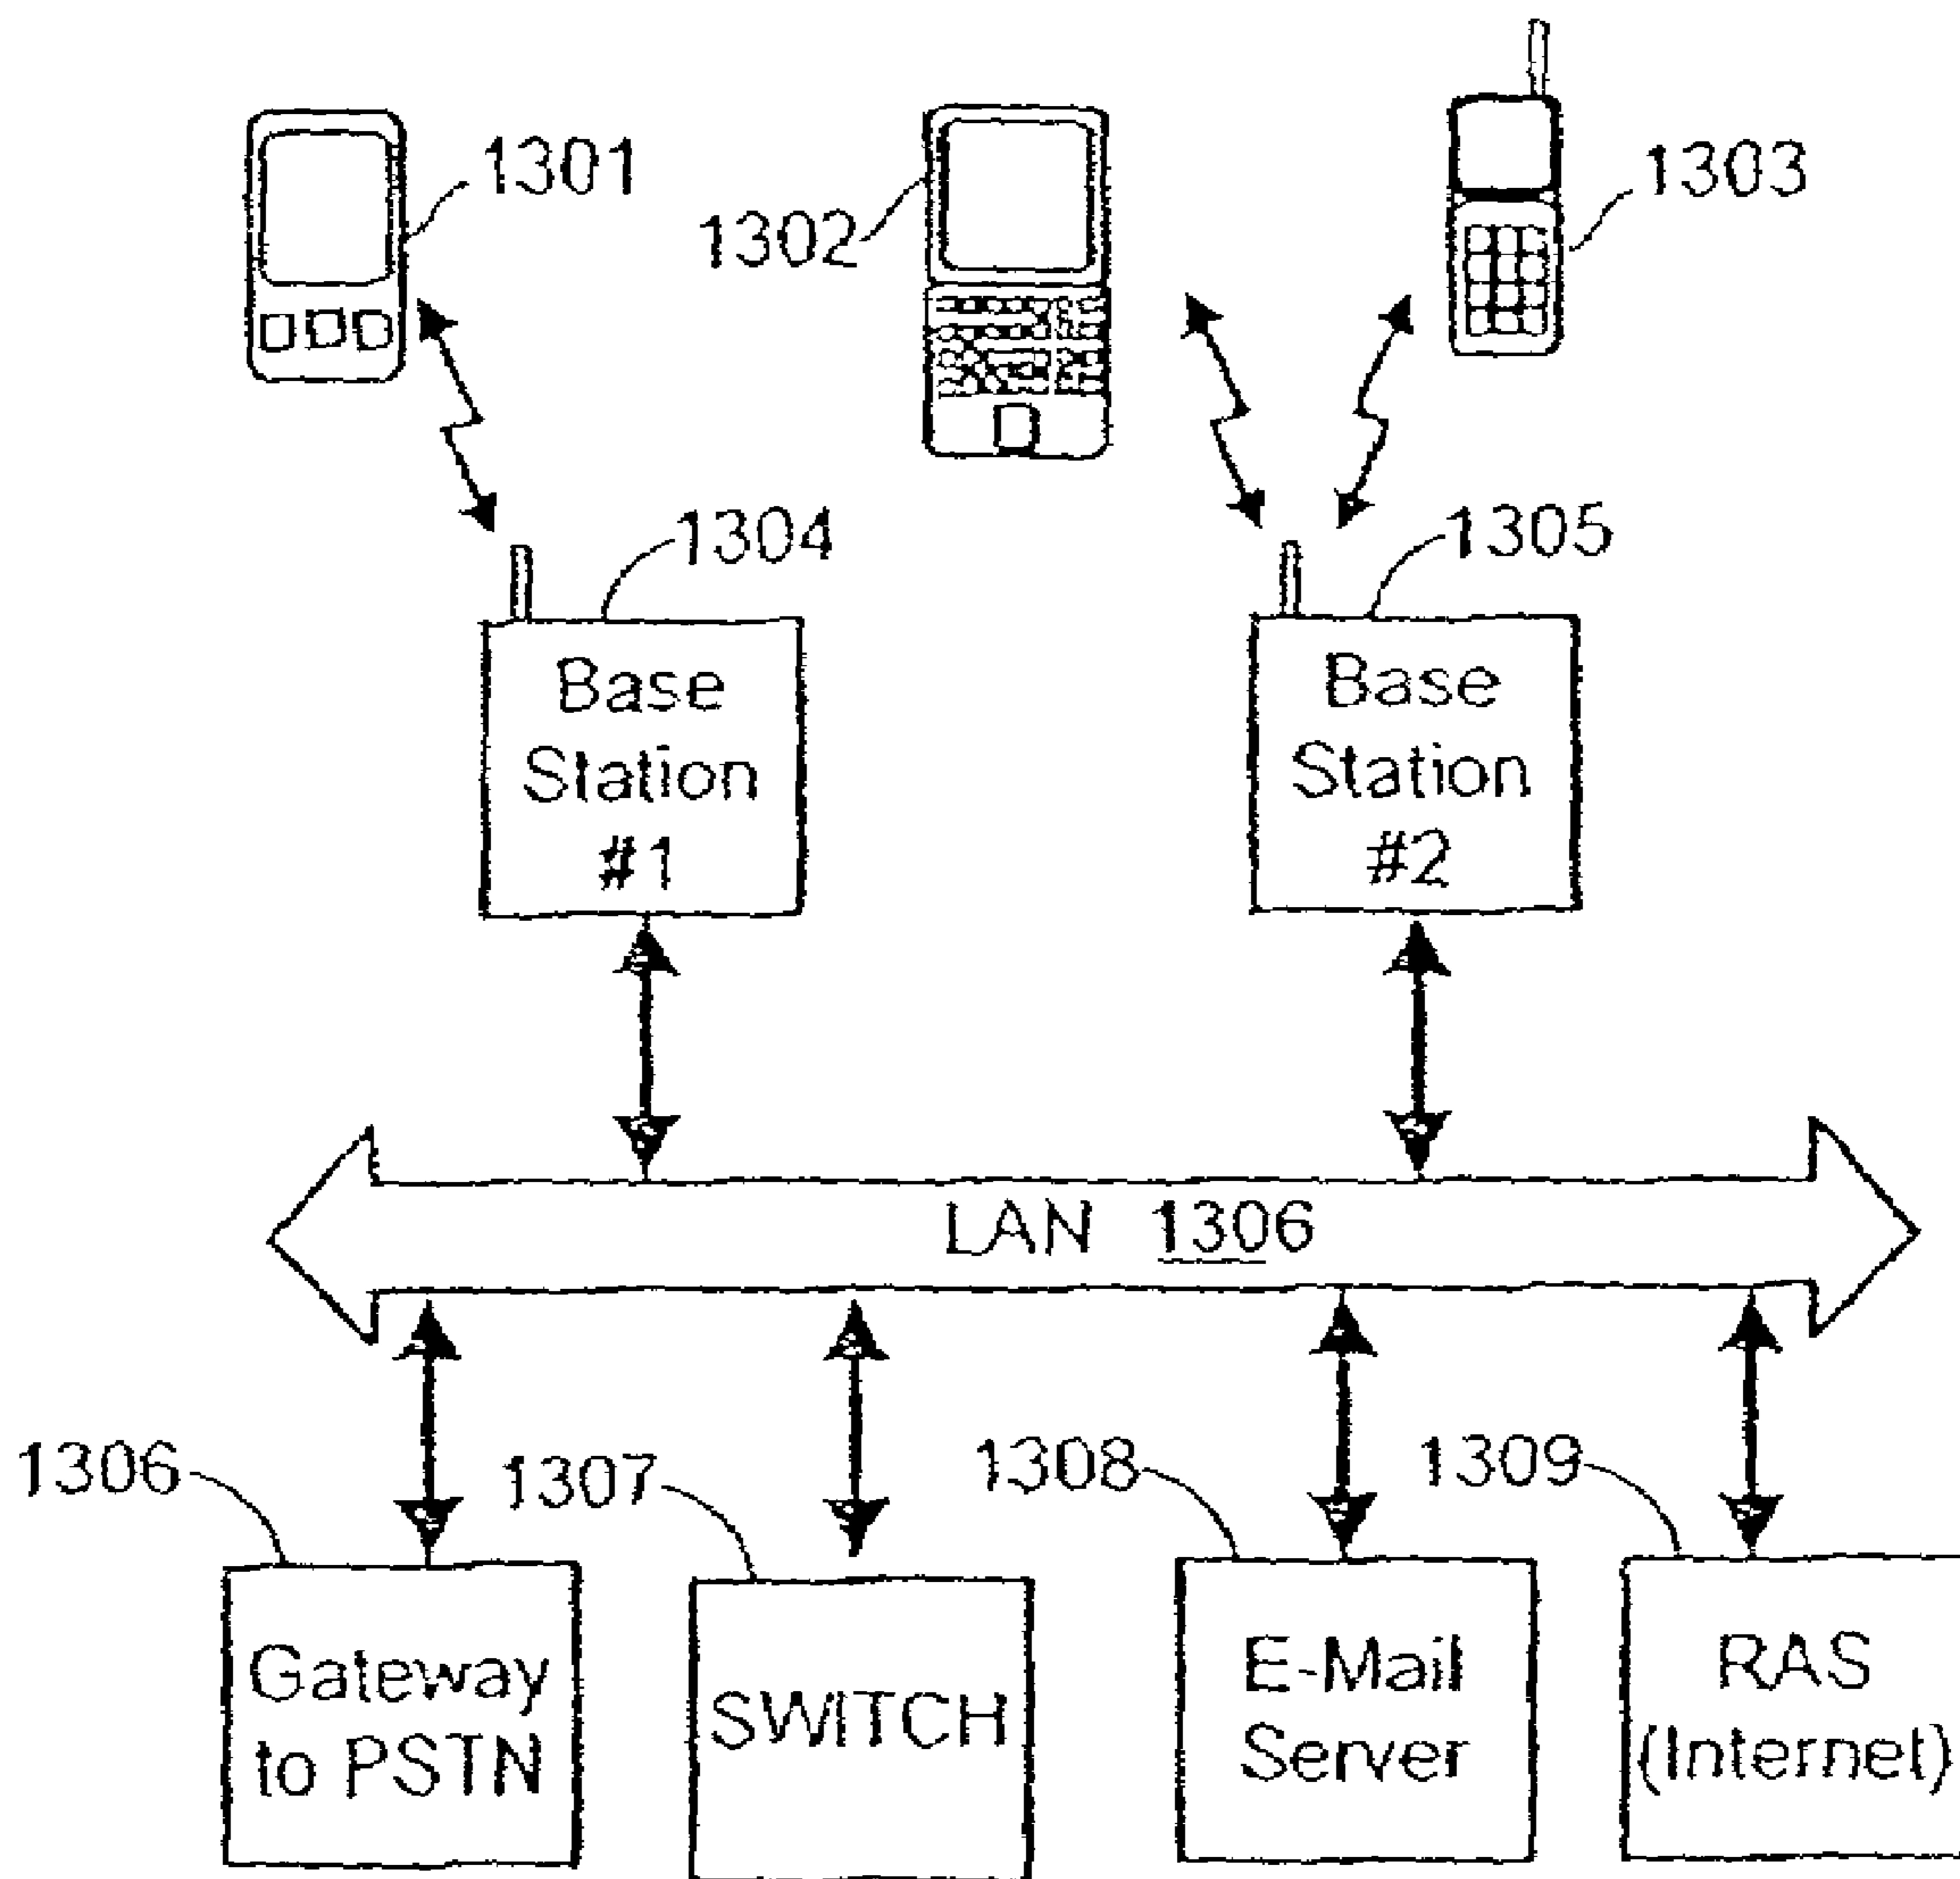 1301
1302
1303
1304
1305
Base
Station
#1
Base
Station
#2
LAN 1306
1306
1307
1308
1309
Gateway
to PSTN
SWITCH
E-Mail
Server
RAS
(Internet)